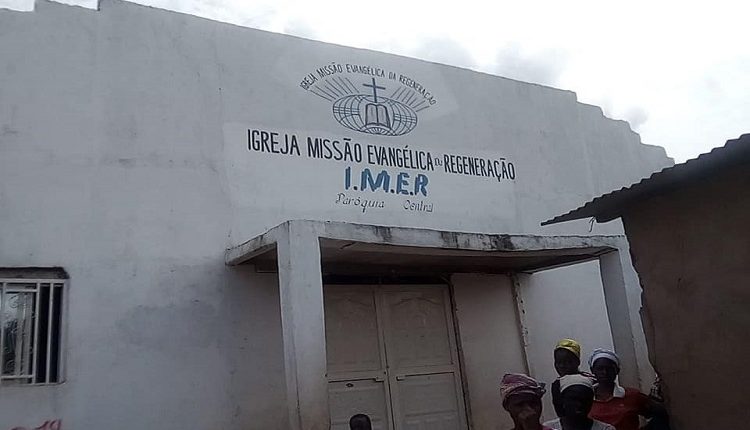 IGREJA MISSÃO EVANGÉLICA DA REGENERAÇÃO
IGREJA MISSÃO EVANGÉLICA DA REGENERAÇÃO
I.M.E.R
Paróquia Central